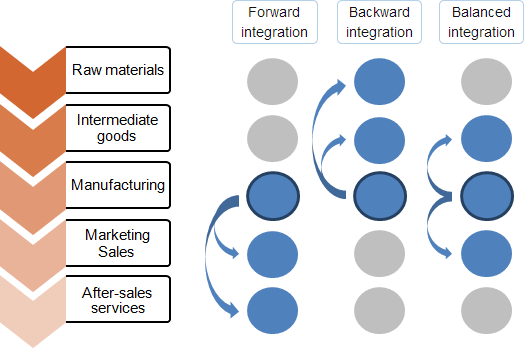 Forward
integration
Backward
integration
Balanced
integration
Raw materials
Intermediate
goods
Manufacturing
Marketing
Sales
After-sales
services